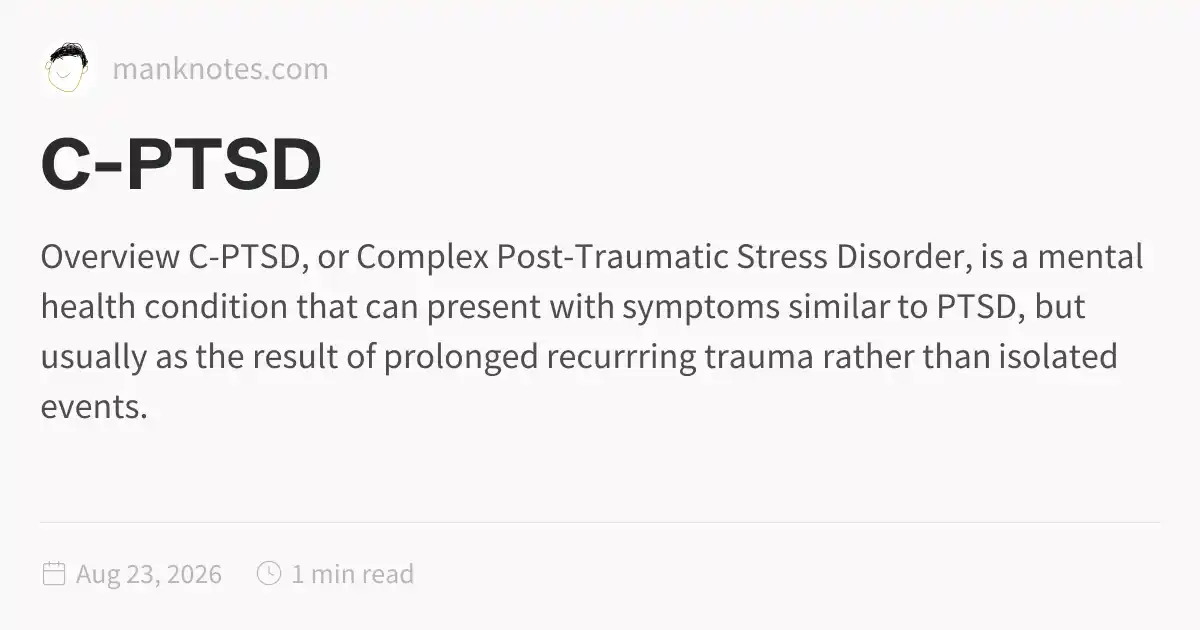 manknotes.com
C-PTSD
Overview C-PTSD, or Complex Post-Traumatic Stress Disorder, is a mental
health condition that can present with symptoms similar to PTSD, but
usually as the result of prolonged recurrring trauma rather than isolated
events.
Aug 23, 2026 1 min read